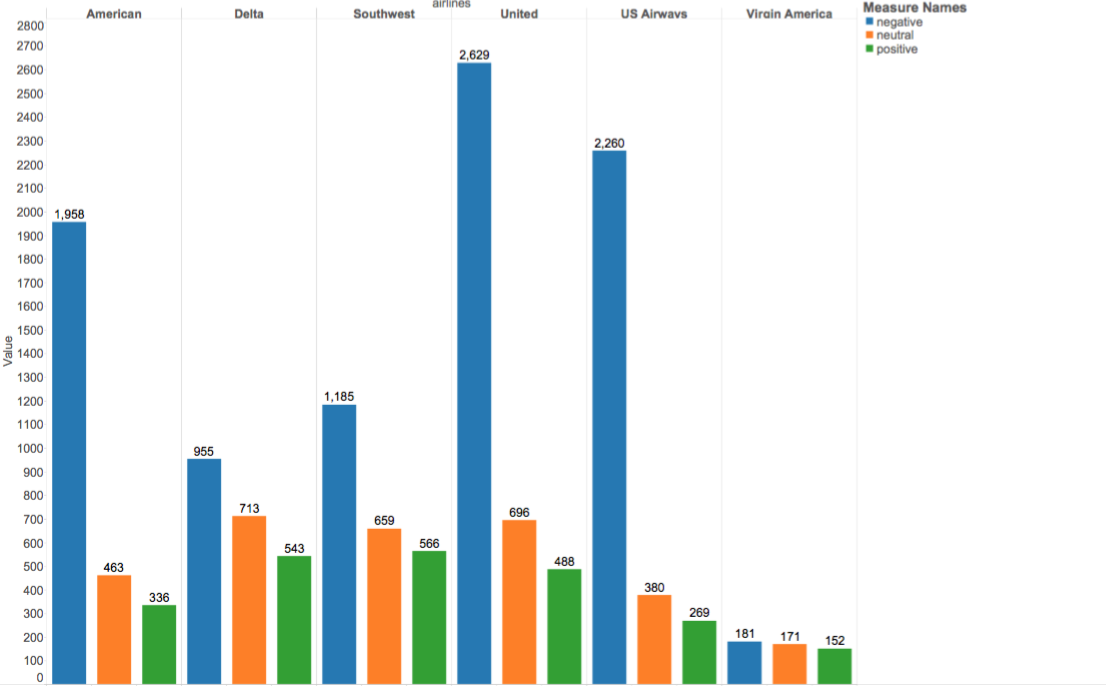 airlines
American Delta Southwest United US Airways Virgin America
Measure Names
negative
neutral
positive
Value
2800
2700
2600
2500
2400
2300
2200
2100
2000
1900
1800
1700
1600
1500
1400
1300
1200
1100
1000
900
800
700
600
500
400
300
200
100
0
1,958 463 336
955 713 543
1,185 659 566
2,629 696 488
2,260 380 269
181 171 152